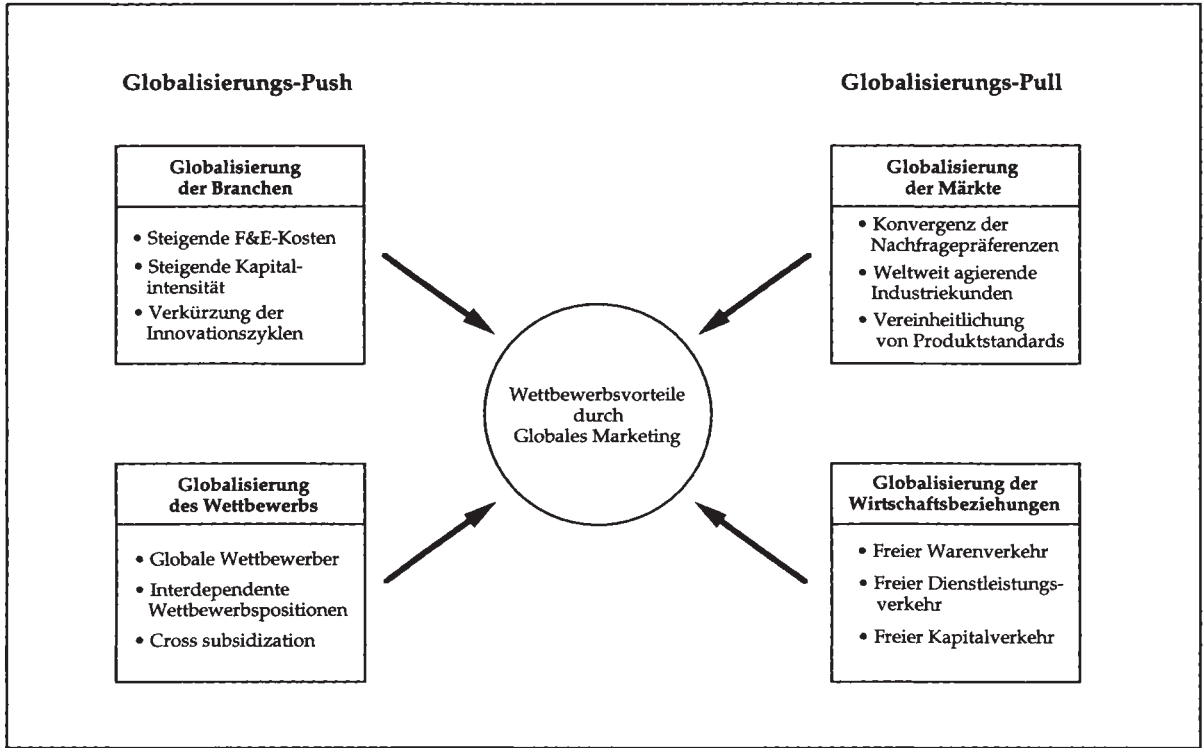 Globalisierungs-Push
Globalisierungs-Pull
Globalisierung
der Branchen
• Steigende F&E-Kosten
• Steigende Kapital-
intensität
• Verkürzung der
Innovationszyklen
Globalisierung
der Märkte
• Konvergenz der
Nachfragepräferenzen
• Weltweit agierende
Industriekunden
• Vereinheitlichung
von Produktstandards
Wettbewerbsvorteile
durch
Globales Marketing
Globalisierung
des Wettbewerbs
• Globale Wettbewerber
• Interdependente
Wettbewerbspositionen
• Cross subsidization
Globalisierung der
Wirtschaftsbeziehungen
• Freier Warenverkehr
• Freier Dienstleistungs-
verkehr
• Freier Kapitalverkehr